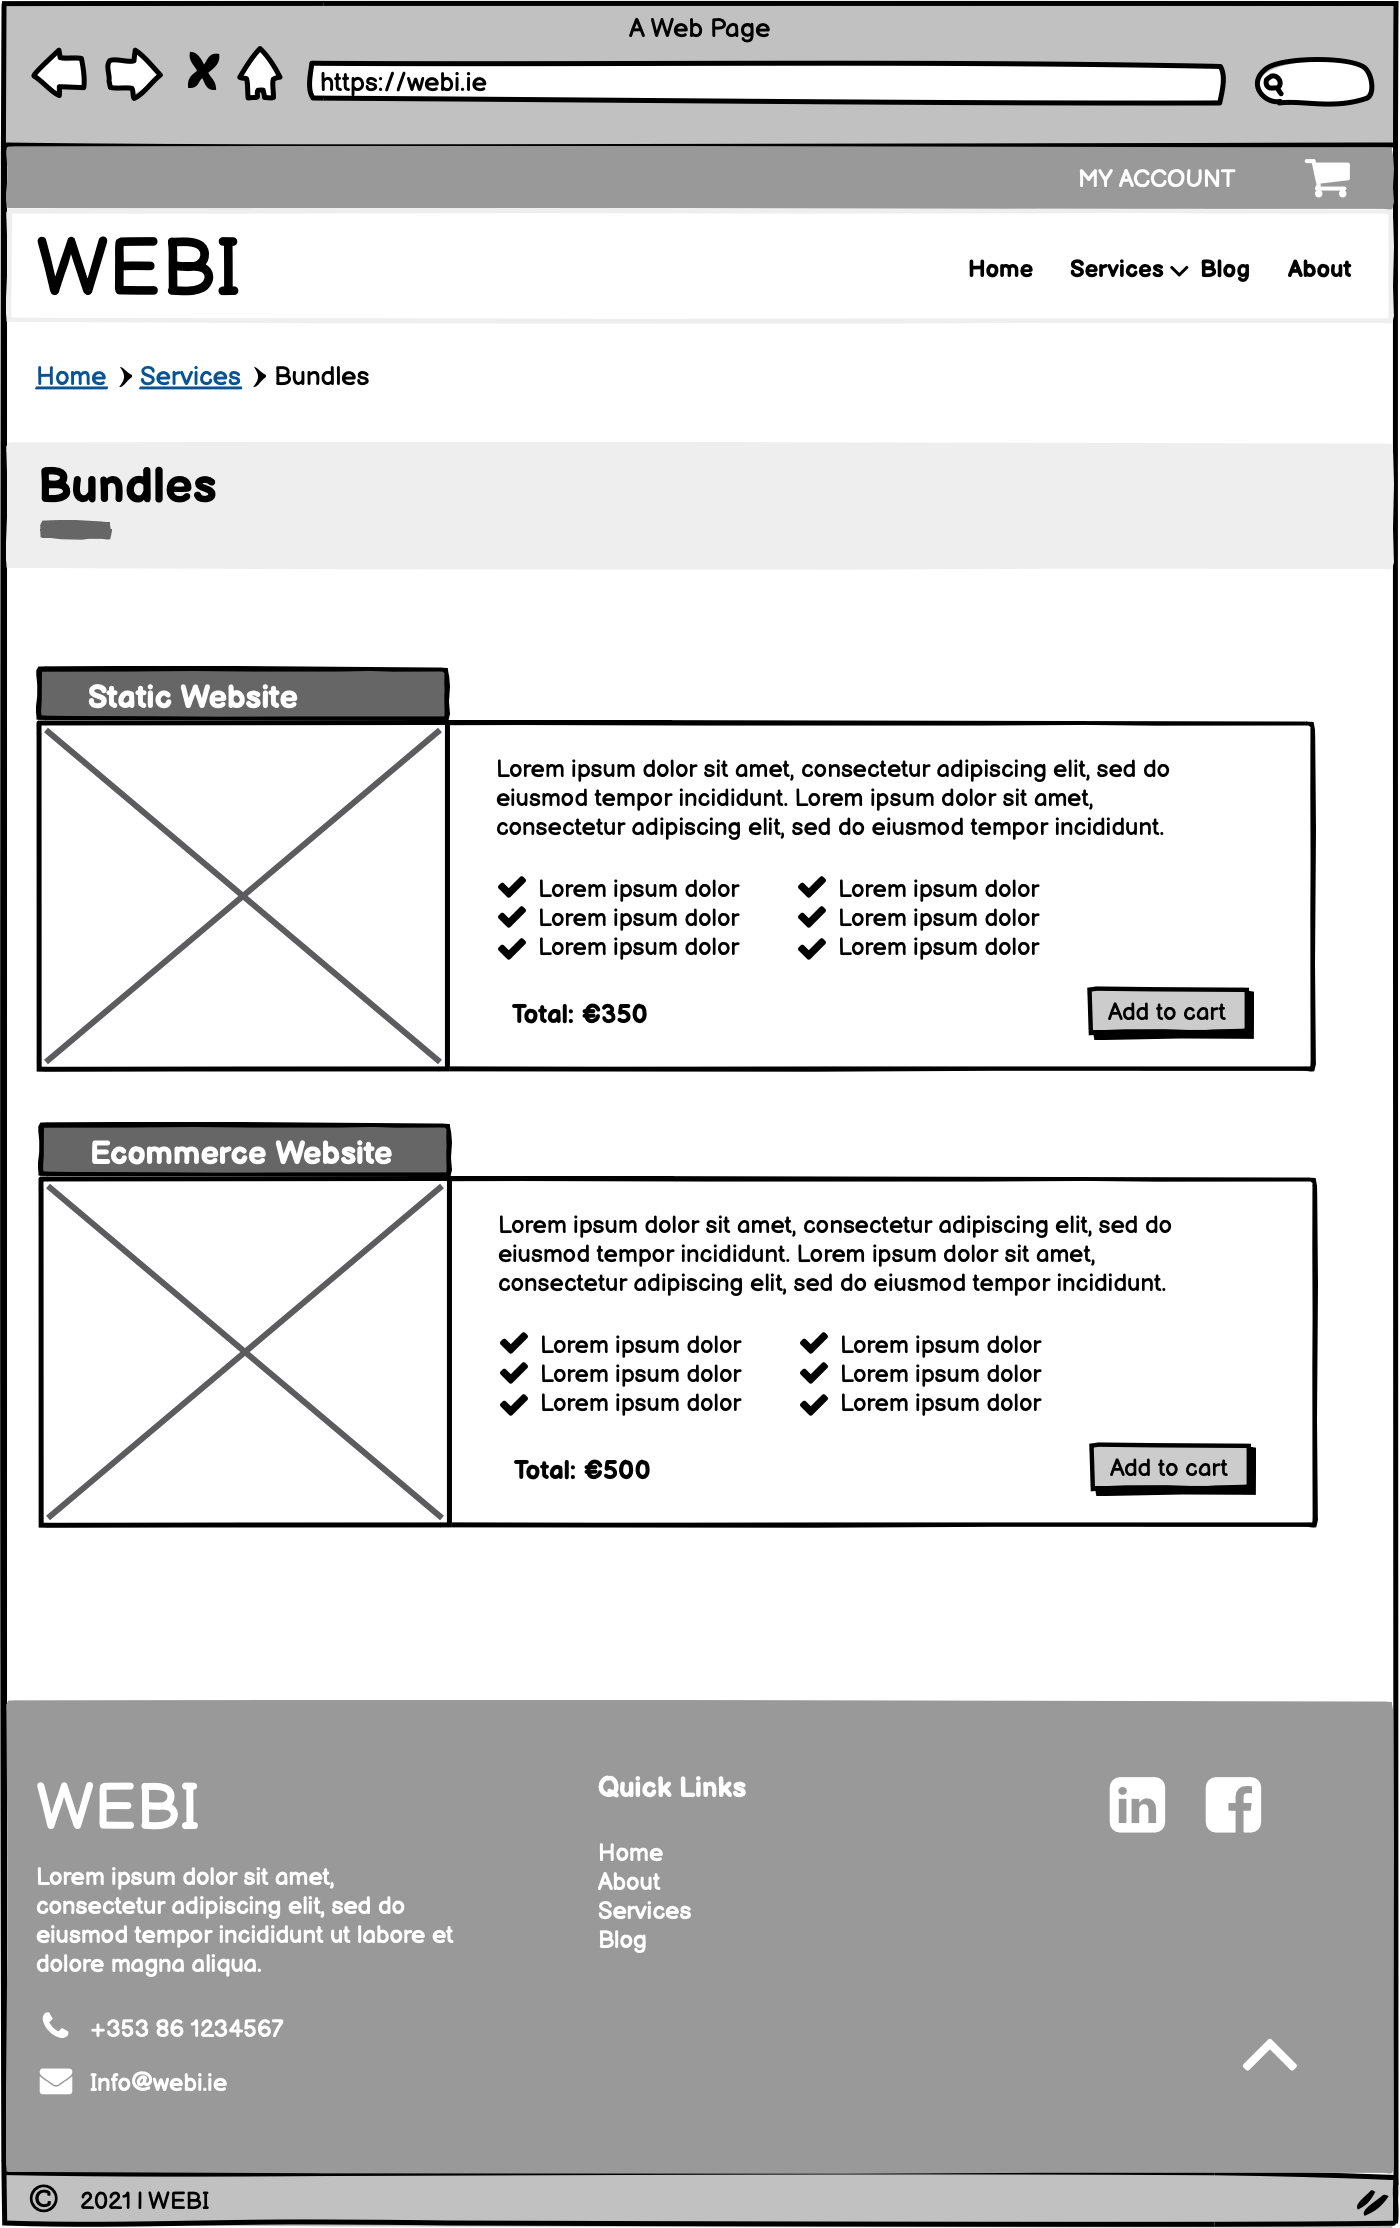 A Web Page
https://webi.ie
MY ACCOUNT
WEBI
Home Services Blog About
Home Services Bundles
Bundles
Static Website
Lorem ipsum dolor sit amet, consectetur adipiscing elit, sed do
eiusmod tempor incididunt. Lorem ipsum dolor sit amet,
consectetur adipiscing elit, sed do eiusmod tempor incididunt.
Lorem ipsum dolor Lorem ipsum dolor
Lorem ipsum dolor Lorem ipsum dolor
Lorem ipsum dolor Lorem ipsum dolor
Total: €350 Add to cart
Ecommerce Website
Lorem ipsum dolor sit amet, consectetur adipiscing elit, sed do
eiusmod tempor incididunt. Lorem ipsum dolor sit amet,
consectetur adipiscing elit, sed do eiusmod tempor incididunt.
Lorem ipsum dolor Lorem ipsum dolor
Lorem ipsum dolor Lorem ipsum dolor
Lorem ipsum dolor Lorem ipsum dolor
Total: €500 Add to cart
WEBI
Lorem ipsum dolor sit amet,
consectetur adipiscing elit, sed do
eiusmod tempor incididunt ut labore et
dolore magna aliqua.
+353 86 1234567
Info@webi.ie
Quick Links
Home
About
Services
Blog
in f
© 2021 | WEBI